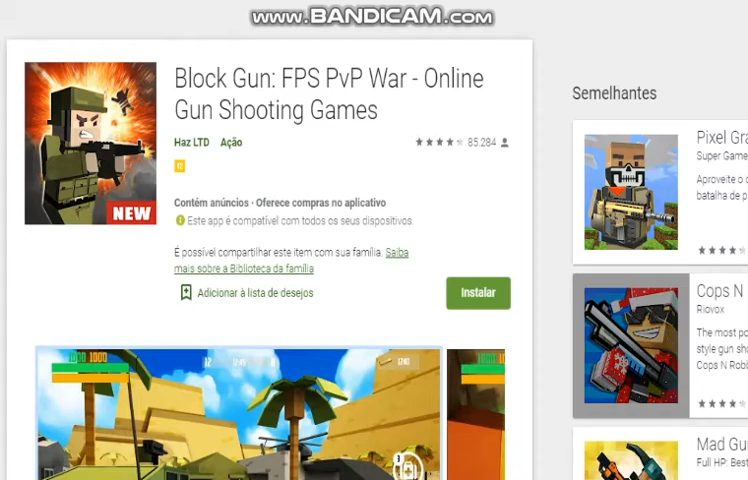 www.BANDICAM.com
Block Gun: FPS PvP War - Online
Gun Shooting Games
Haz LTD Ação
85.284
12
NEW
Contém anúncios · Oferece compras no aplicativo
Este app é compatível com todos os seus dispositivos.
É possível compartilhar este item com sua família. Saiba
mais sobre a Biblioteca da família
Adicionar à lista de desejos
Instalar
Semelhantes
Pixel Gra
Super Game
Aproveite o
batalha de p
Cops N
Riovox
The most po
style gun sho
Cops N Robb
Mad Gu
Full HP: Best